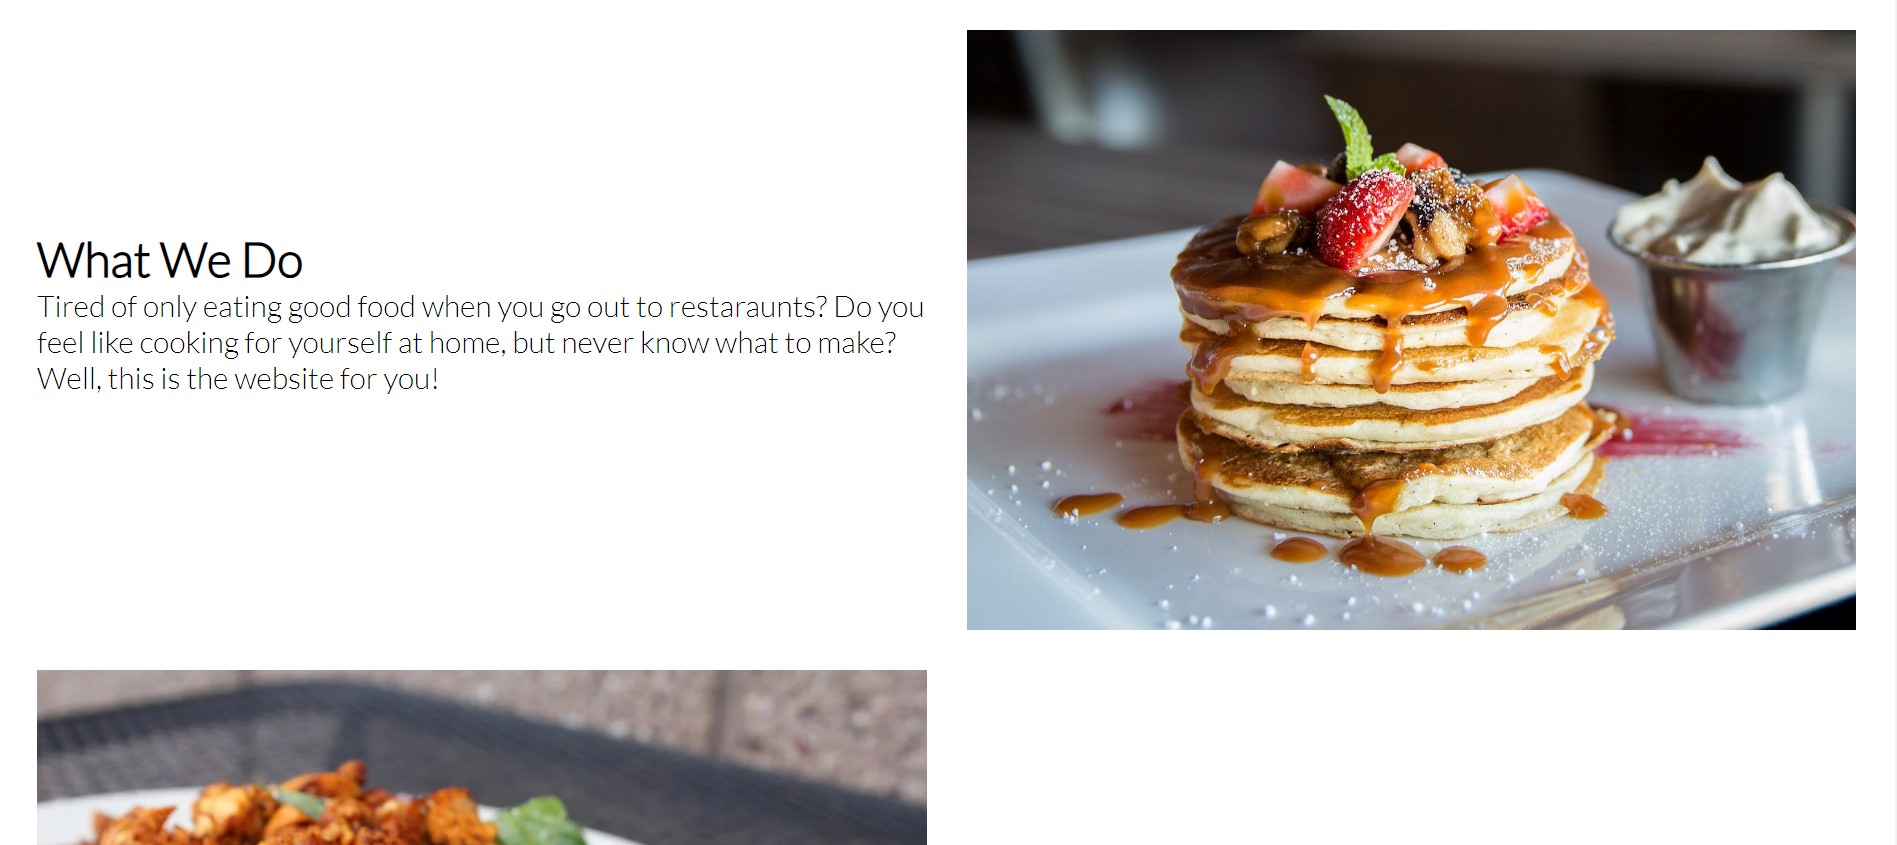 What We Do
Tired of only eating good food when you go out to restaraunts? Do you
feel like cooking for yourself at home, but never know what to make?
Well, this is the website for you!